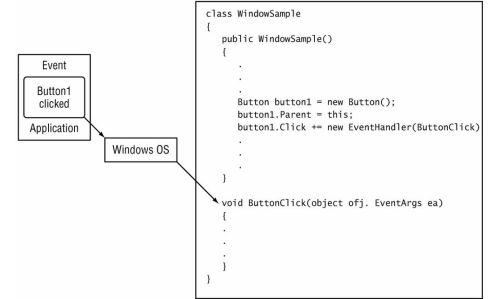 Event
Button1
clicked
Application
Windows OS
class WindowSample
{
public WindowSample()
{
.
.
.
Button button1 = new Button();
button1.Parent = this;
button1.Click += new EventHandler(ButtonClick)
.
.
.
}
void ButtonClick(object ofj. EventArgs ea)
{
.
.
.
}
}